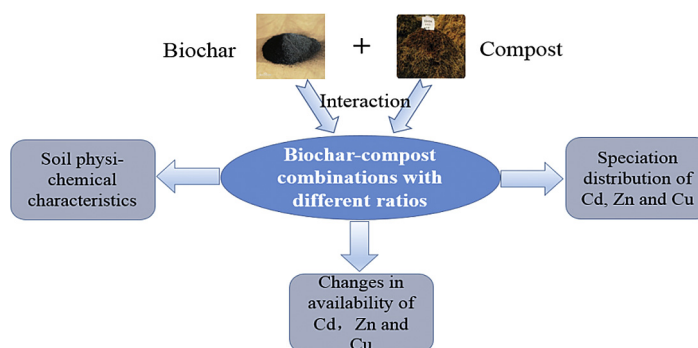 Biochar
+
Compost
Interaction
Biochar-compost
combinations with
different ratios
Soil physi-
chemical
characteristics
Speciation
distribution of
Cd, Zn and Cu
Changes in
availability of
Cd，Zn and
Cu